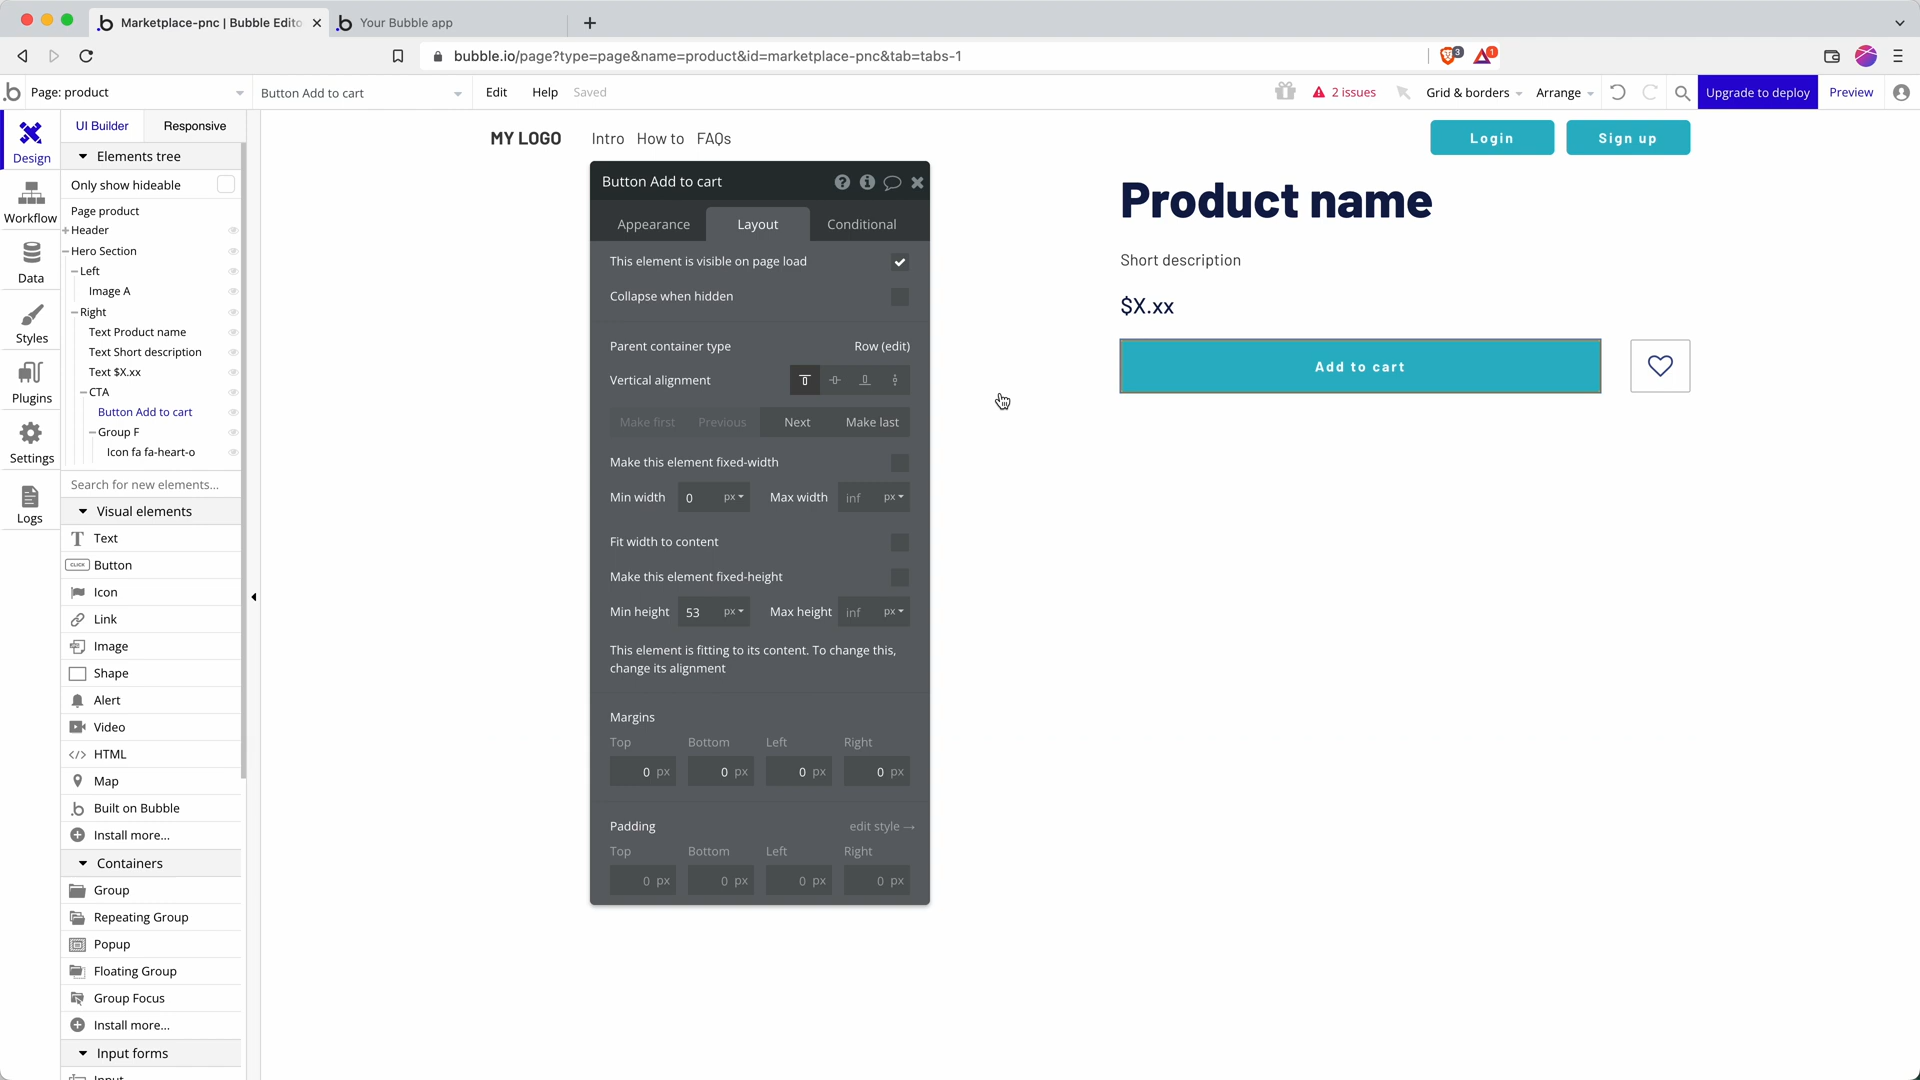 Marketplace-pnc | Bubble Edito
Your Bubble app
bubble.io/page?type=page&name=product&id=marketplace-pnc&tab=tabs-1
3
1
Page: product
Button Add to cart
Edit
Help
Saved
2 issues
Grid & borders
Arrange
Upgrade to deploy
Preview
Design
Workflow
Data
Styles
Plugins
Settings
Logs
UI Builder
Responsive
Elements tree
Only show hideable
Page product
Header
Hero Section
Left
Image A
Right
Text Product name
Text Short description
Text $X.xx
CTA
Button Add to cart
Group F
Icon fa fa-heart-o
Search for new elements...
Visual elements
Text
CLICK Button
Icon
Link
Image
Shape
Alert
Video
</> HTML
Map
Built on Bubble
Install more...
Containers
Group
Repeating Group
Popup
Floating Group
Group Focus
Install more...
Input forms
Input
MY LOGO
Intro
How to
FAQs
Login
Sign up
Button Add to cart
Appearance
Layout
Conditional
This element is visible on page load
Collapse when hidden
Parent container type
Row (edit)
Vertical alignment
Make first
Previous
Next
Make last
Make this element fixed-width
Min width 0 px
Max width inf px
Fit width to content
Make this element fixed-height
Min height 53 px
Max height inf px
This element is fitting to its content. To change this,
change its alignment
Margins
Top Bottom Left Right
0 px 0 px 0 px 0 px
Padding
edit style →
Top Bottom Left Right
0 px 0 px 0 px 0 px
Product name
Short description
$X.xx
Add to cart